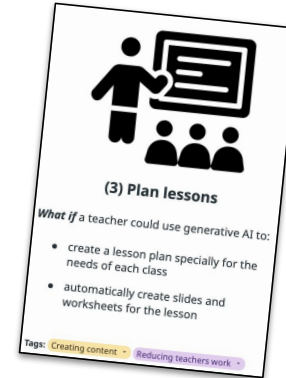 (3) Plan lessons
What if a teacher could use generative AI to:
• create a lesson plan specially for the
needs of each class
• automatically create slides and
worksheets for the lesson
Tags: Creating content Reducing teachers work